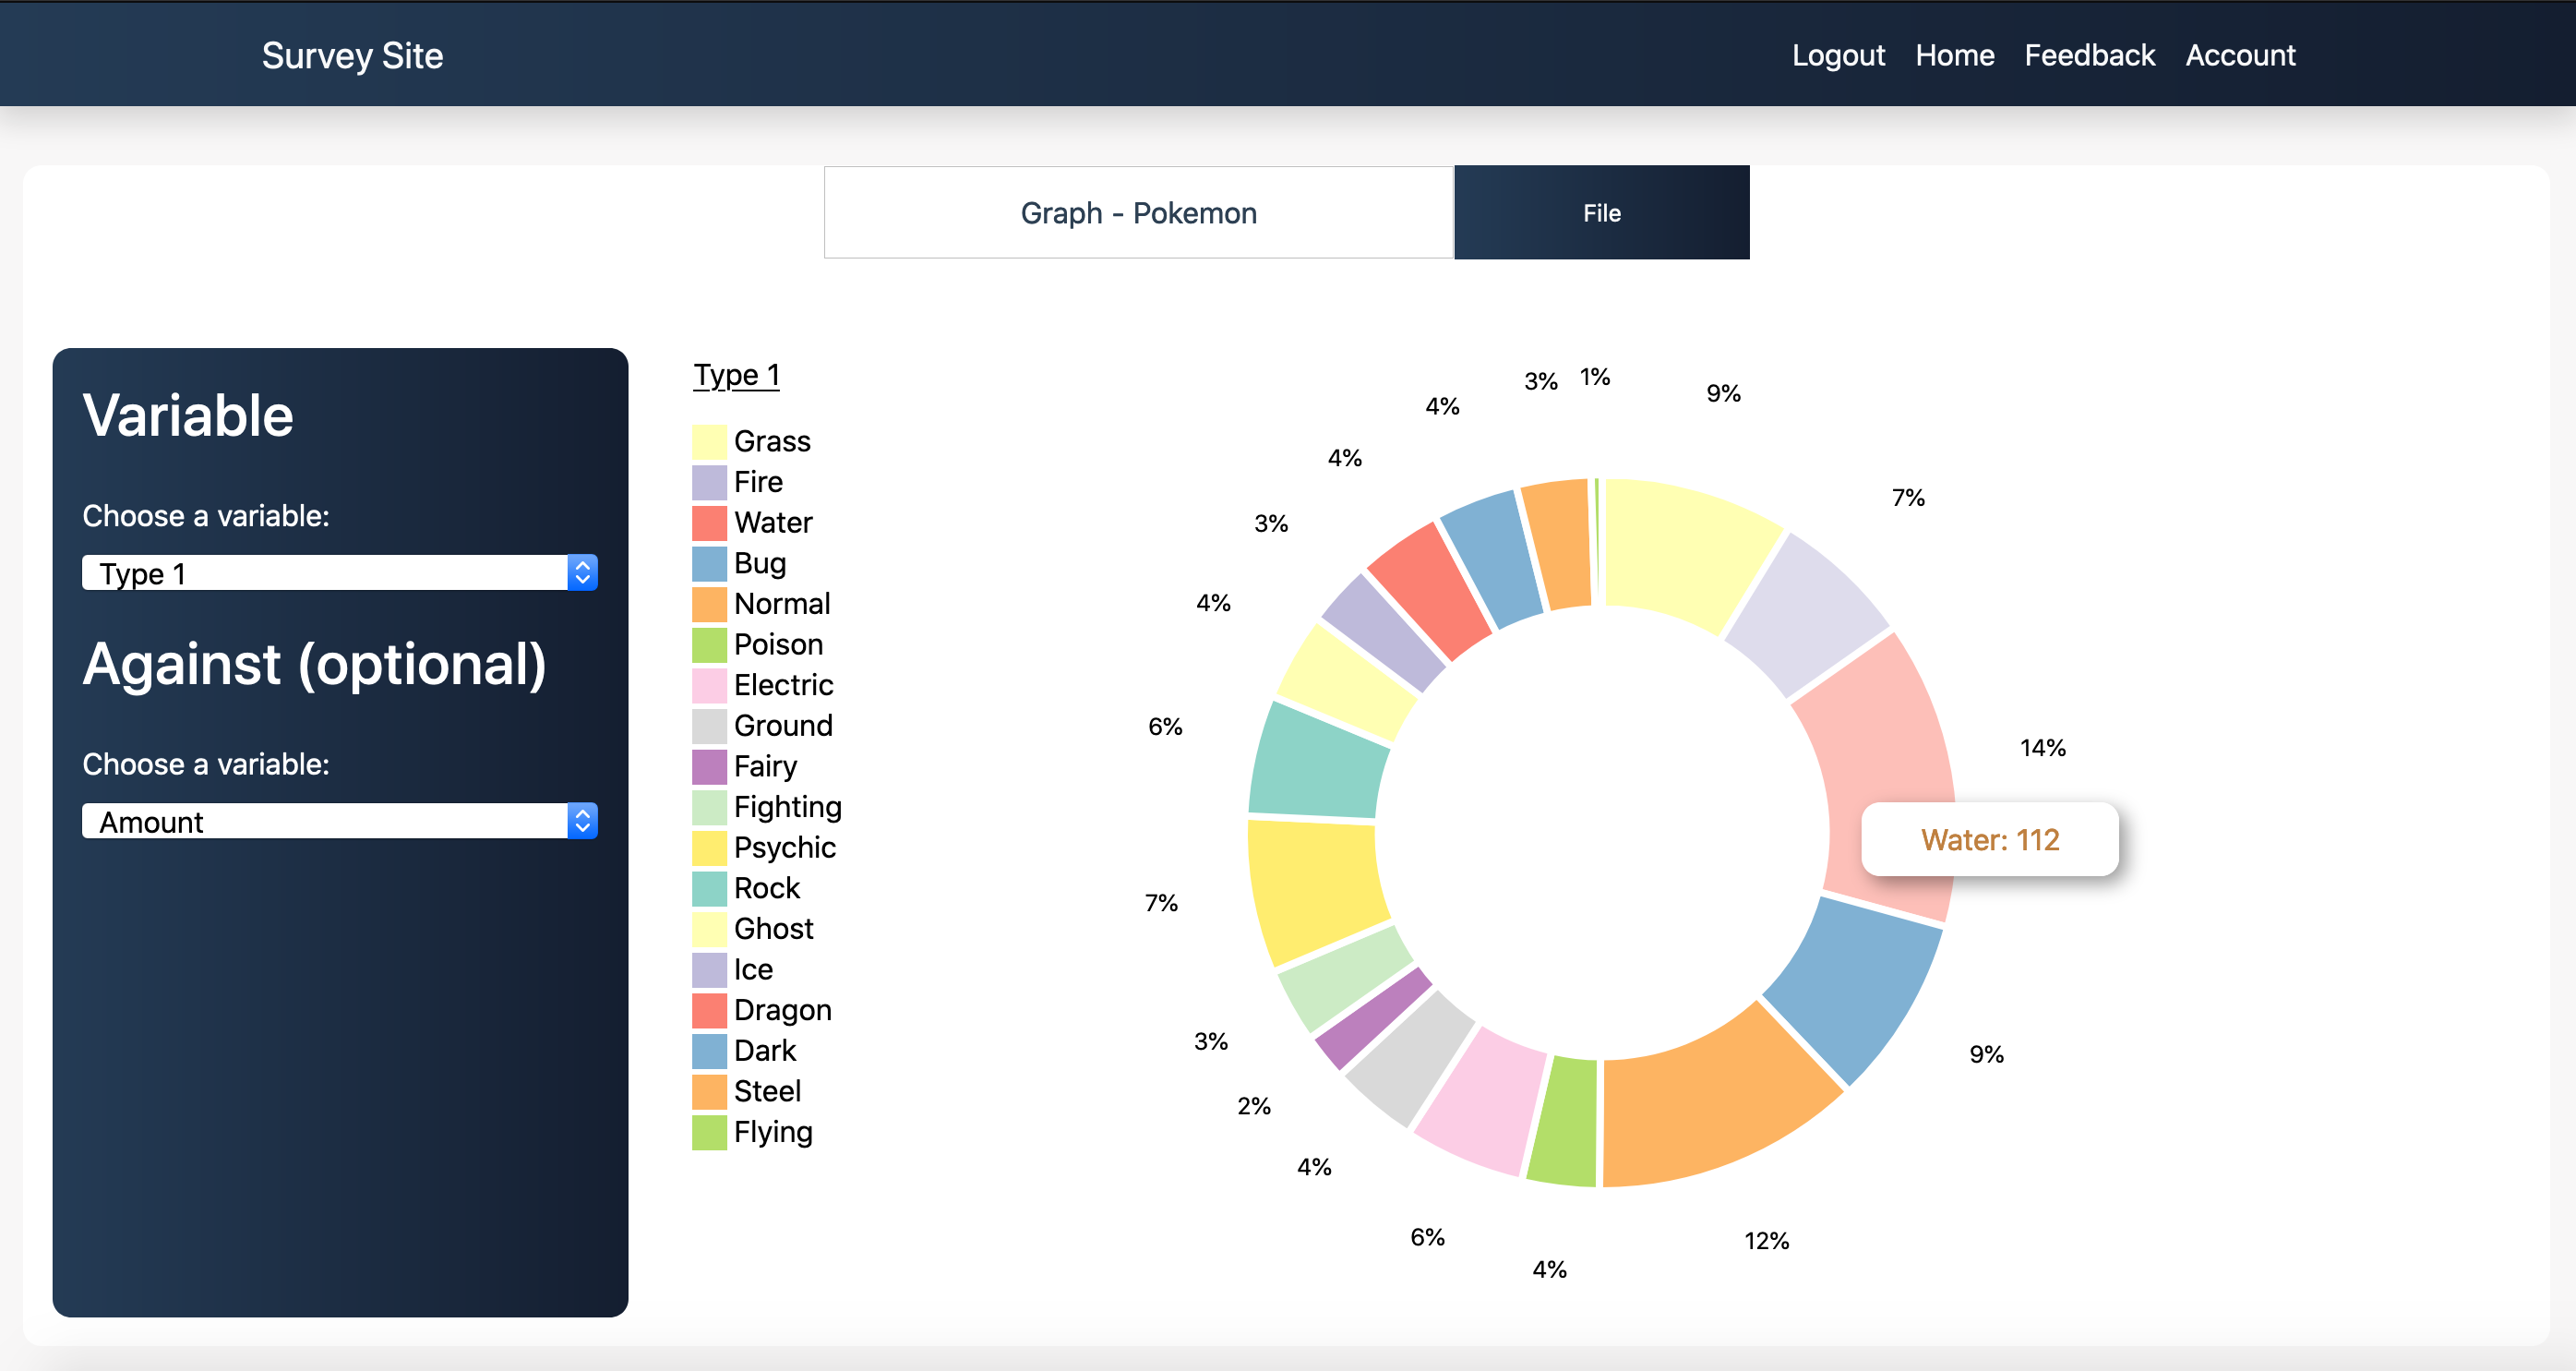 Survey Site
Logout Home Feedback Account
Graph - Pokemon
File
Variable
Choose a variable:
Type 1
Against (optional)
Choose a variable:
Amount
Type 1
Grass
Fire
Water
Bug
Normal
Poison
Electric
Ground
Fairy
Fighting
Psychic
Rock
Ghost
Ice
Dragon
Dark
Steel
Flying
9%
7%
14%
Water: 112
9%
12%
4%
6%
4%
2%
3%
7%
6%
4%
3%
4%
4%
3%
1%